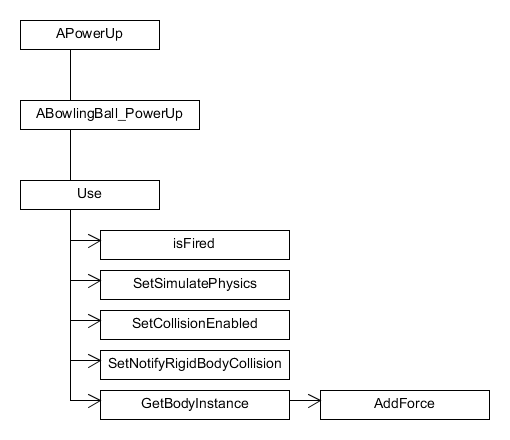 APowerUp
ABowlingBall_PowerUp
Use
isFired
SetSimulatePhysics
SetCollisionEnabled
SetNotifyRigidBodyCollision
GetBodyInstance
AddForce